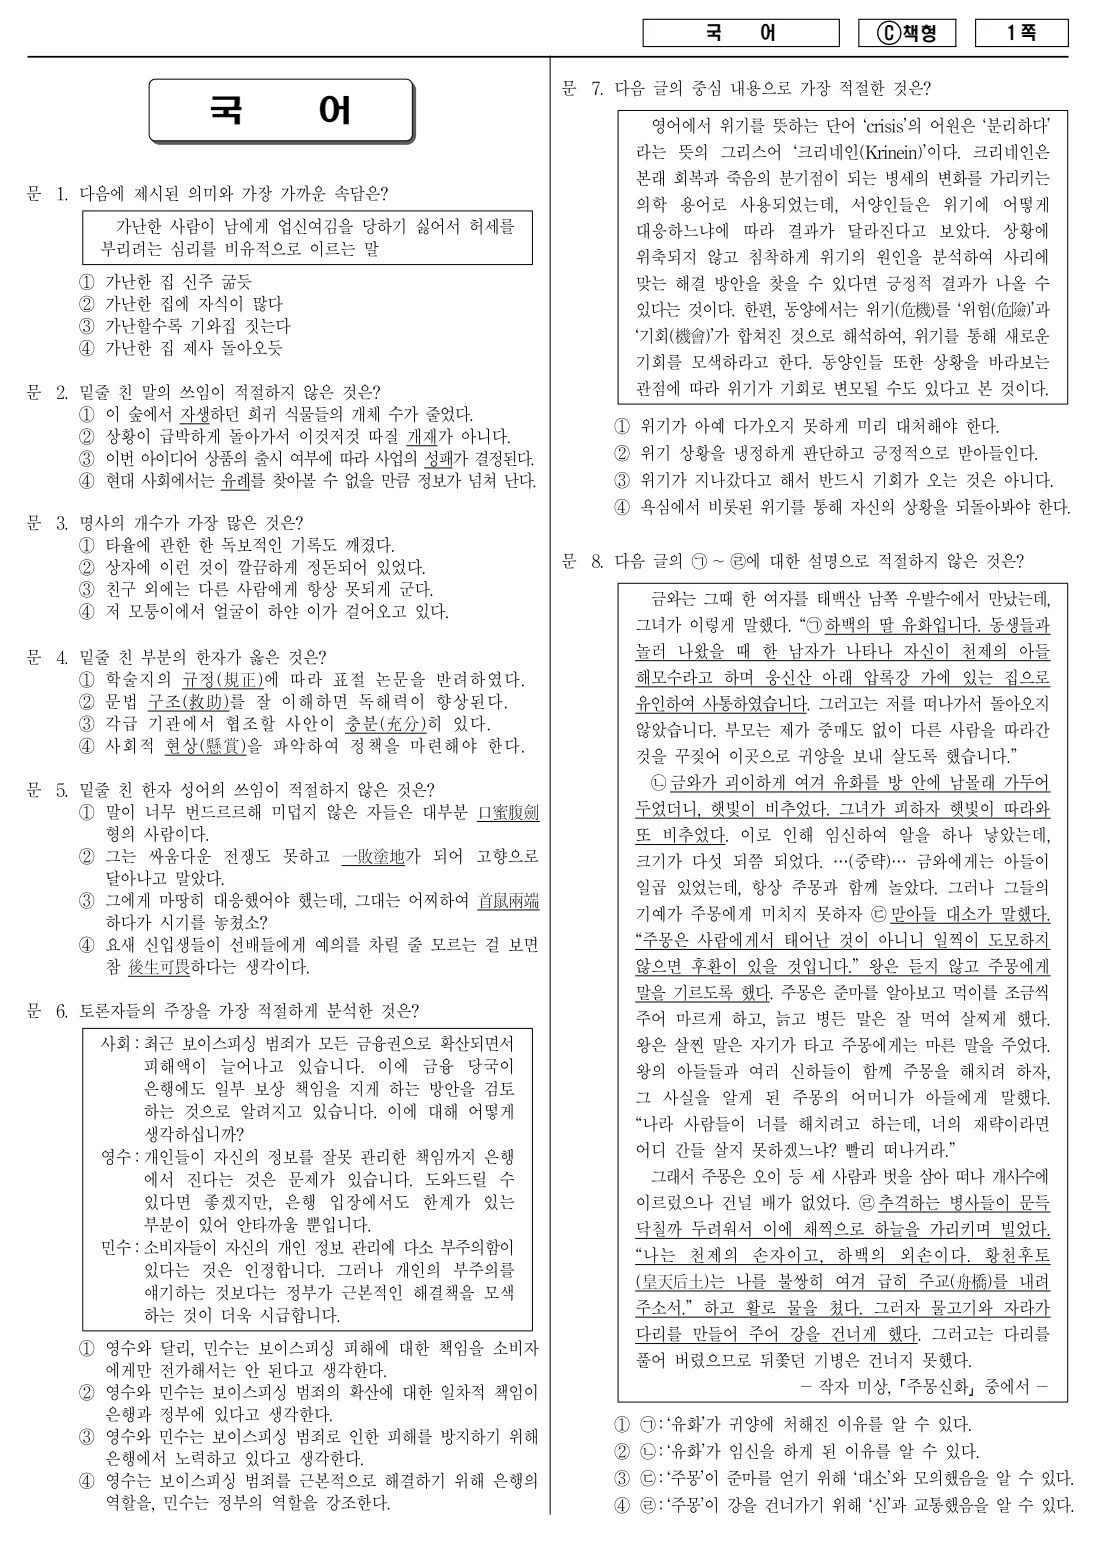 국 어
Ⓒ책형
1쪽
국 어
문 1. 다음에 제시된 의미와 가장 가까운 속담은?
가난한 사람이 남에게 업신여김을 당하기 싫어서 허세를
부리려는 심리를 비유적으로 이르는 말
① 가난한 집 신주 굶듯
② 가난한 집에 자식이 많다
③ 가난할수록 기와집 짓는다
④ 가난한 집 제사 돌아오듯
문 2. 밑줄 친 말의 쓰임이 적절하지 않은 것은?
① 이 숲에서 자생하던 희귀 식물들의 개체 수가 줄었다.
② 상황이 급박하게 돌아가서 이것저것 따질 개재가 아니다.
③ 이번 아이디어 상품의 출시 여부에 따라 사업의 성패가 결정된다.
④ 현대 사회에서는 유례를 찾아볼 수 없을 만큼 정보가 넘쳐 난다.
문 3. 명사의 개수가 가장 많은 것은?
① 타율에 관한 한 독보적인 기록도 깨졌다.
② 상자에 이런 것이 깔끔하게 정돈되어 있었다.
③ 친구 외에는 다른 사람에게 항상 못되게 군다.
④ 저 모퉁이에서 얼굴이 하얀 이가 걸어오고 있다.
문 4. 밑줄 친 부분의 한자가 옳은 것은?
① 학술지의 규정(規正)에 따라 표절 논문을 반려하였다.
② 문법 구조(救助)를 잘 이해하면 독해력이 향상된다.
③ 각급 기관에서 협조할 사안이 충분(充分)히 있다.
④ 사회적 현상(懸賞)을 파악하여 정책을 마련해야 한다.
문 5. 밑줄 친 한자 성어의 쓰임이 적절하지 않은 것은?
① 말이 너무 번드르르해 미덥지 않은 자들은 대부분 口蜜腹劍
형의 사람이다.
② 그는 싸움다운 전쟁도 못하고 一敗塗地가 되어 고향으로
달아나고 말았다.
③ 그에게 마땅히 대응했어야 했는데, 그대는 어찌하여 首鼠兩端
하다가 시기를 놓쳤소?
④ 요새 신입생들이 선배들에게 예의를 차릴 줄 모르는 걸 보면
참 後生可畏하다는 생각이다.
문 6. 토론자들의 주장을 가장 적절하게 분석한 것은?
사회 : 최근 보이스피싱 범죄가 모든 금융권으로 확산되면서
피해액이 늘어나고 있습니다. 이에 금융 당국이
은행에도 일부 보상 책임을 지게 하는 방안을 검토
하는 것으로 알려지고 있습니다. 이에 대해 어떻게
생각하십니까?
영수 : 개인들이 자신의 정보를 잘못 관리한 책임까지 은행
에서 진다는 것은 문제가 있습니다. 도와드릴 수
있다면 좋겠지만, 은행 입장에서도 한계가 있는
부분이 있어 안타까울 뿐입니다.
민수 : 소비자들이 자신의 개인 정보 관리에 다소 부주의함이
있다는 것은 인정합니다. 그러나 개인의 부주의를
얘기하는 것보다는 정부가 근본적인 해결책을 모색
하는 것이 더욱 시급합니다.
① 영수와 달리, 민수는 보이스피싱 피해에 대한 책임을 소비자
에게만 전가해서는 안 된다고 생각한다.
② 영수와 민수는 보이스피싱 범죄의 확산에 대한 일차적 책임이
은행과 정부에 있다고 생각한다.
③ 영수와 민수는 보이스피싱 범죄로 인한 피해를 방지하기 위해
은행에서 노력하고 있다고 생각한다.
④ 영수는 보이스피싱 범죄를 근본적으로 해결하기 위해 은행의
역할을, 민수는 정부의 역할을 강조한다.
문 7. 다음 글의 중심 내용으로 가장 적절한 것은?
영어에서 위기를 뜻하는 단어 ‘crisis’의 어원은 ‘분리하다’
라는 뜻의 그리스어 ‘크리네인(Krinein)’이다. 크리네인은
본래 회복과 죽음의 분기점이 되는 병세의 변화를 가리키는
의학 용어로 사용되었는데, 서양인들은 위기에 어떻게
대응하느냐에 따라 결과가 달라진다고 보았다. 상황에
위축되지 않고 침착하게 위기의 원인을 분석하여 사리에
맞는 해결 방안을 찾을 수 있다면 긍정적 결과가 나올 수
있다는 것이다. 한편, 동양에서는 위기(危機)를 ‘위험(危險)’과
‘기회(機會)’가 합쳐진 것으로 해석하여, 위기를 통해 새로운
기회를 모색하라고 한다. 동양인들 또한 상황을 바라보는
관점에 따라 위기가 기회로 변모될 수도 있다고 본 것이다.
① 위기가 아예 다가오지 못하게 미리 대처해야 한다.
② 위기 상황을 냉정하게 판단하고 긍정적으로 받아들인다.
③ 위기가 지나갔다고 해서 반드시 기회가 오는 것은 아니다.
④ 욕심에서 비롯된 위기를 통해 자신의 상황을 되돌아봐야 한다.
문 8. 다음 글의 ㉠ ~ ㉣에 대한 설명으로 적절하지 않은 것은?
금와는 그때 한 여자를 태백산 남쪽 우발수에서 만났는데,
그녀가 이렇게 말했다. “㉠하백의 딸 유화입니다. 동생들과
놀러 나왔을 때 한 남자가 나타나 자신이 천제의 아들
해모수라고 하며 웅신산 아래 압록강 가에 있는 집으로
유인하여 사통하였습니다. 그러고는 저를 떠나가서 돌아오지
않았습니다. 부모는 제가 중매도 없이 다른 사람을 따라간
것을 꾸짖어 이곳으로 귀양을 보내 살도록 했습니다.”
㉡금와가 괴이하게 여겨 유화를 방 안에 남몰래 가두어
두었더니, 햇빛이 비추었다. 그녀가 피하자 햇빛이 따라와
또 비추었다. 이로 인해 임신하여 알을 하나 낳았는데,
크기가 다섯 되쯤 되었다. …(중략)… 금와에게는 아들이
일곱 있었는데, 항상 주몽과 함께 놀았다. 그러나 그들의
기예가 주몽에게 미치지 못하자 ㉢맏아들 대소가 말했다.
“주몽은 사람에게서 태어난 것이 아니니 일찍이 도모하지
않으면 후환이 있을 것입니다.” 왕은 듣지 않고 주몽에게
말을 기르도록 했다. 주몽은 준마를 알아보고 먹이를 조금씩
주어 마르게 하고, 늙고 병든 말은 잘 먹여 살찌게 했다.
왕은 살찐 말은 자기가 타고 주몽에게는 마른 말을 주었다.
왕의 아들들과 여러 신하들이 함께 주몽을 해치려 하자,
그 사실을 알게 된 주몽의 어머니가 아들에게 말했다.
“나라 사람들이 너를 해치려고 하는데, 너의 재략이라면
어디 간들 살지 못하겠느냐? 빨리 떠나거라.”
그래서 주몽은 오이 등 세 사람과 벗을 삼아 떠나 개사수에
이르렀으나 건널 배가 없었다. ㉣추격하는 병사들이 문득
닥칠까 두려워서 이에 채찍으로 하늘을 가리키며 빌었다.
“나는 천제의 손자이고, 하백의 외손이다. 황천후토
(皇天后土)는 나를 불쌍히 여겨 급히 주교(舟橋)를 내려
주소서.” 하고 활로 물을 쳤다. 그러자 물고기와 자라가
다리를 만들어 주어 강을 건너게 했다. 그러고는 다리를
풀어 버렸으므로 뒤쫓던 기병은 건너지 못했다.
－ 작자 미상, ｢주몽신화｣ 중에서 －
① ㉠ : ‘유화’가 귀양에 처해진 이유를 알 수 있다.
② ㉡ : ‘유화’가 임신을 하게 된 이유를 알 수 있다.
③ ㉢ : ‘주몽’이 준마를 얻기 위해 ‘대소’와 모의했음을 알 수 있다.
④ ㉣ : ‘주몽’이 강을 건너가기 위해 ‘신’과 교통했음을 알 수 있다.